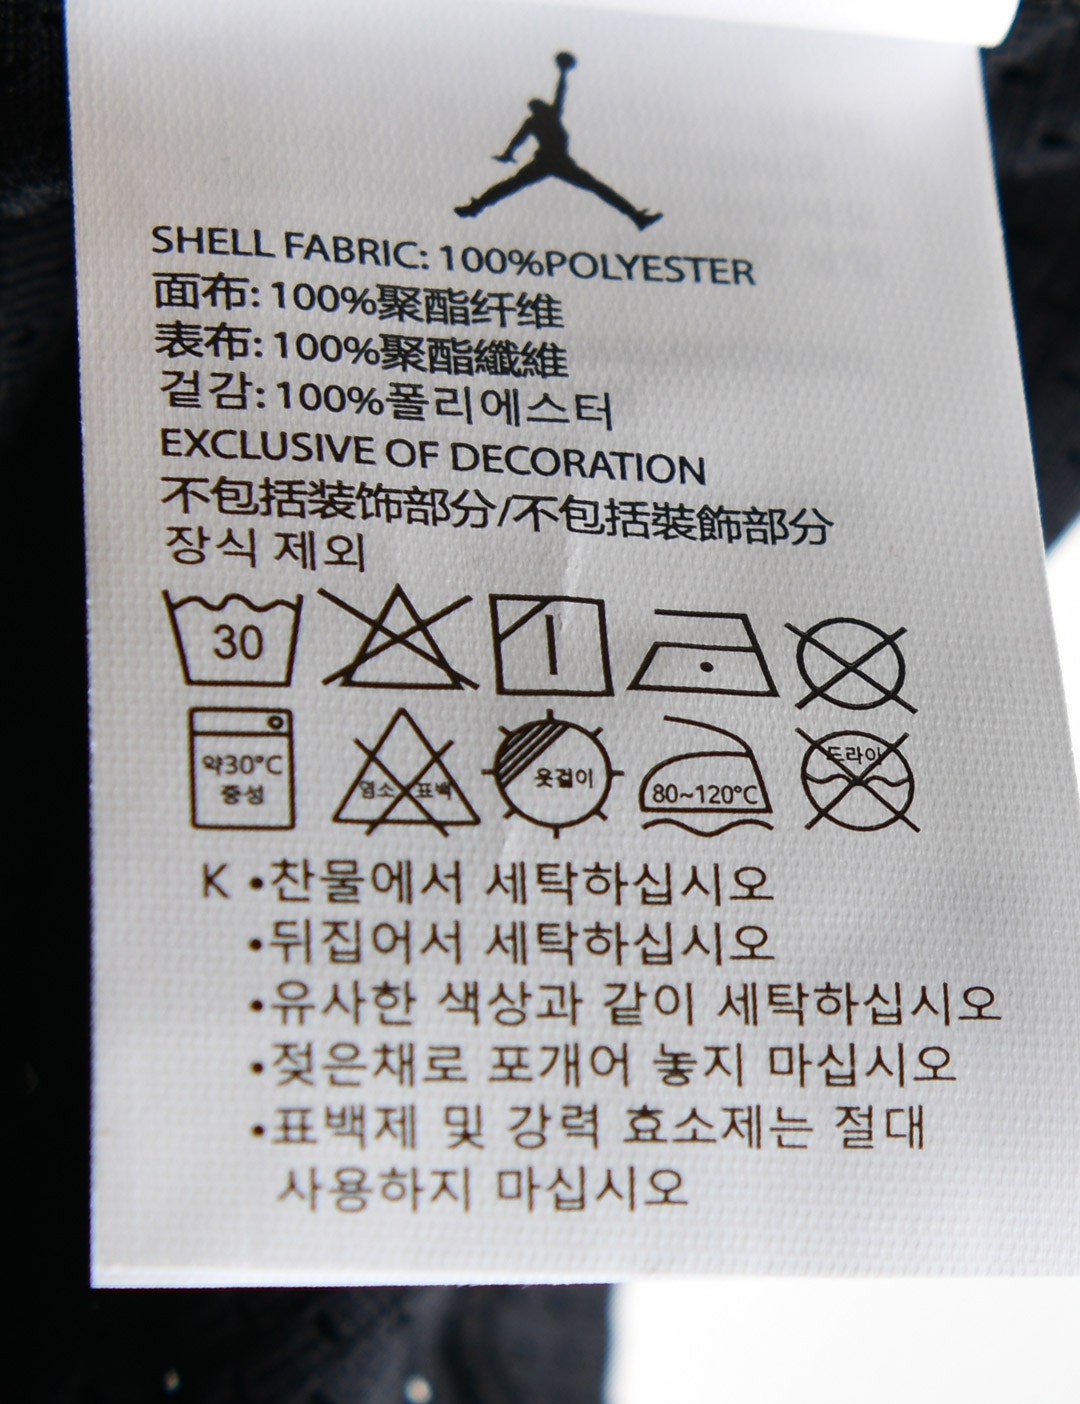 SHELL FABRIC: 100%POLYESTER
面布: 100%聚酯纤维
表布: 100%聚酯纖維
겉감: 100%폴리에스터
EXCLUSIVE OF DECORATION
不包括装饰部分/不包括裝飾部分
장식 제외
30
약30°C
중성
염소 표백
옷걸이
80~120°C
드라이
K •찬물에서 세탁하십시오
•뒤집어서 세탁하십시오
•유사한 색상과 같이 세탁하십시오
•젖은채로 포개어 놓지 마십시오
•표백제 및 강력 효소제는 절대
사용하지 마십시오